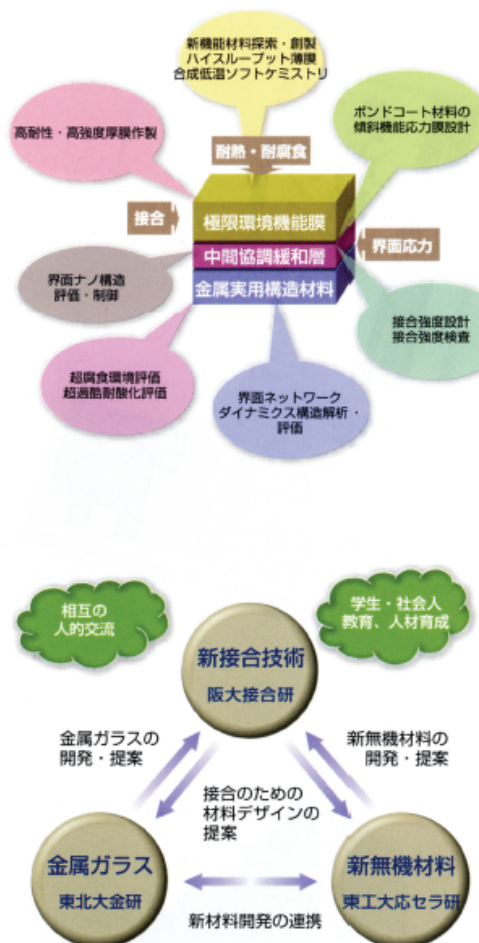 新機能材料探索・創製
ハイスループット薄膜
合成低温ソフトケミストリ
ボンドコート材料の
傾斜機能応力膜設計
高耐性・高強度厚膜作製
耐熱・耐腐食
接合
極限環境機能膜
中間協調緩和層
金属実用構造材料
界面応力
界面ナノ構造
評価・制御
接合強度設計
接合強度検査
超腐食環境評価
超過酷耐酸化評価
界面ネットワーク
ダイナミクス構造解析・
評価
相互の
人的交流
学生・社会人
教育、人材育成
新接合技術
阪大接合研
金属ガラスの
開発・提案
新無機材料の
開発・提案
接合のための
材料デザインの
提案
金属ガラス
東北大金研
新無機材料
東工大応セラ研
新材料開発の連携